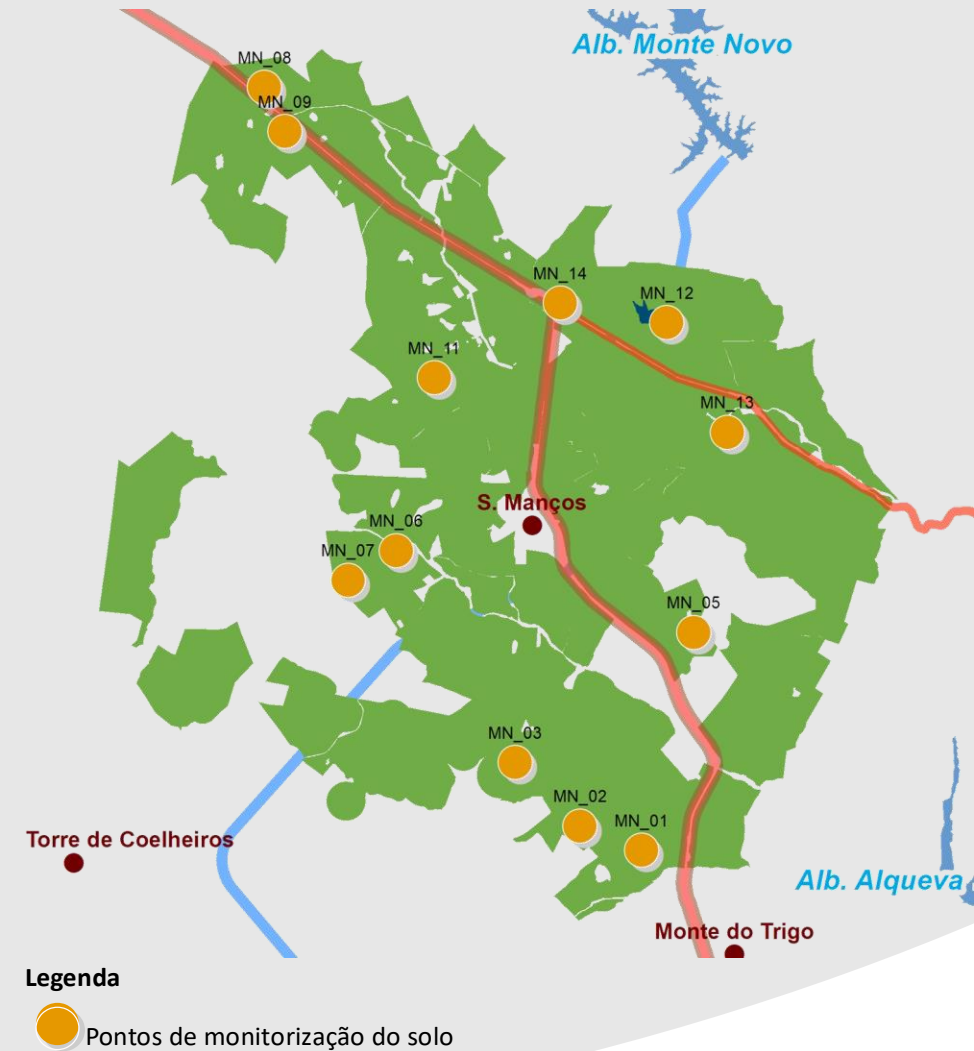 Alb. Monte Novo
MN_08
MN_09
MN_14
MN_12
MN_11
MN_13
S. Manços
MN_06
MN_07
MN_05
MN_03
MN_02
MN_01
Torre de Coelheiros
Alb. Alqueva
Monte do Trigo
Legenda
Pontos de monitorização do solo